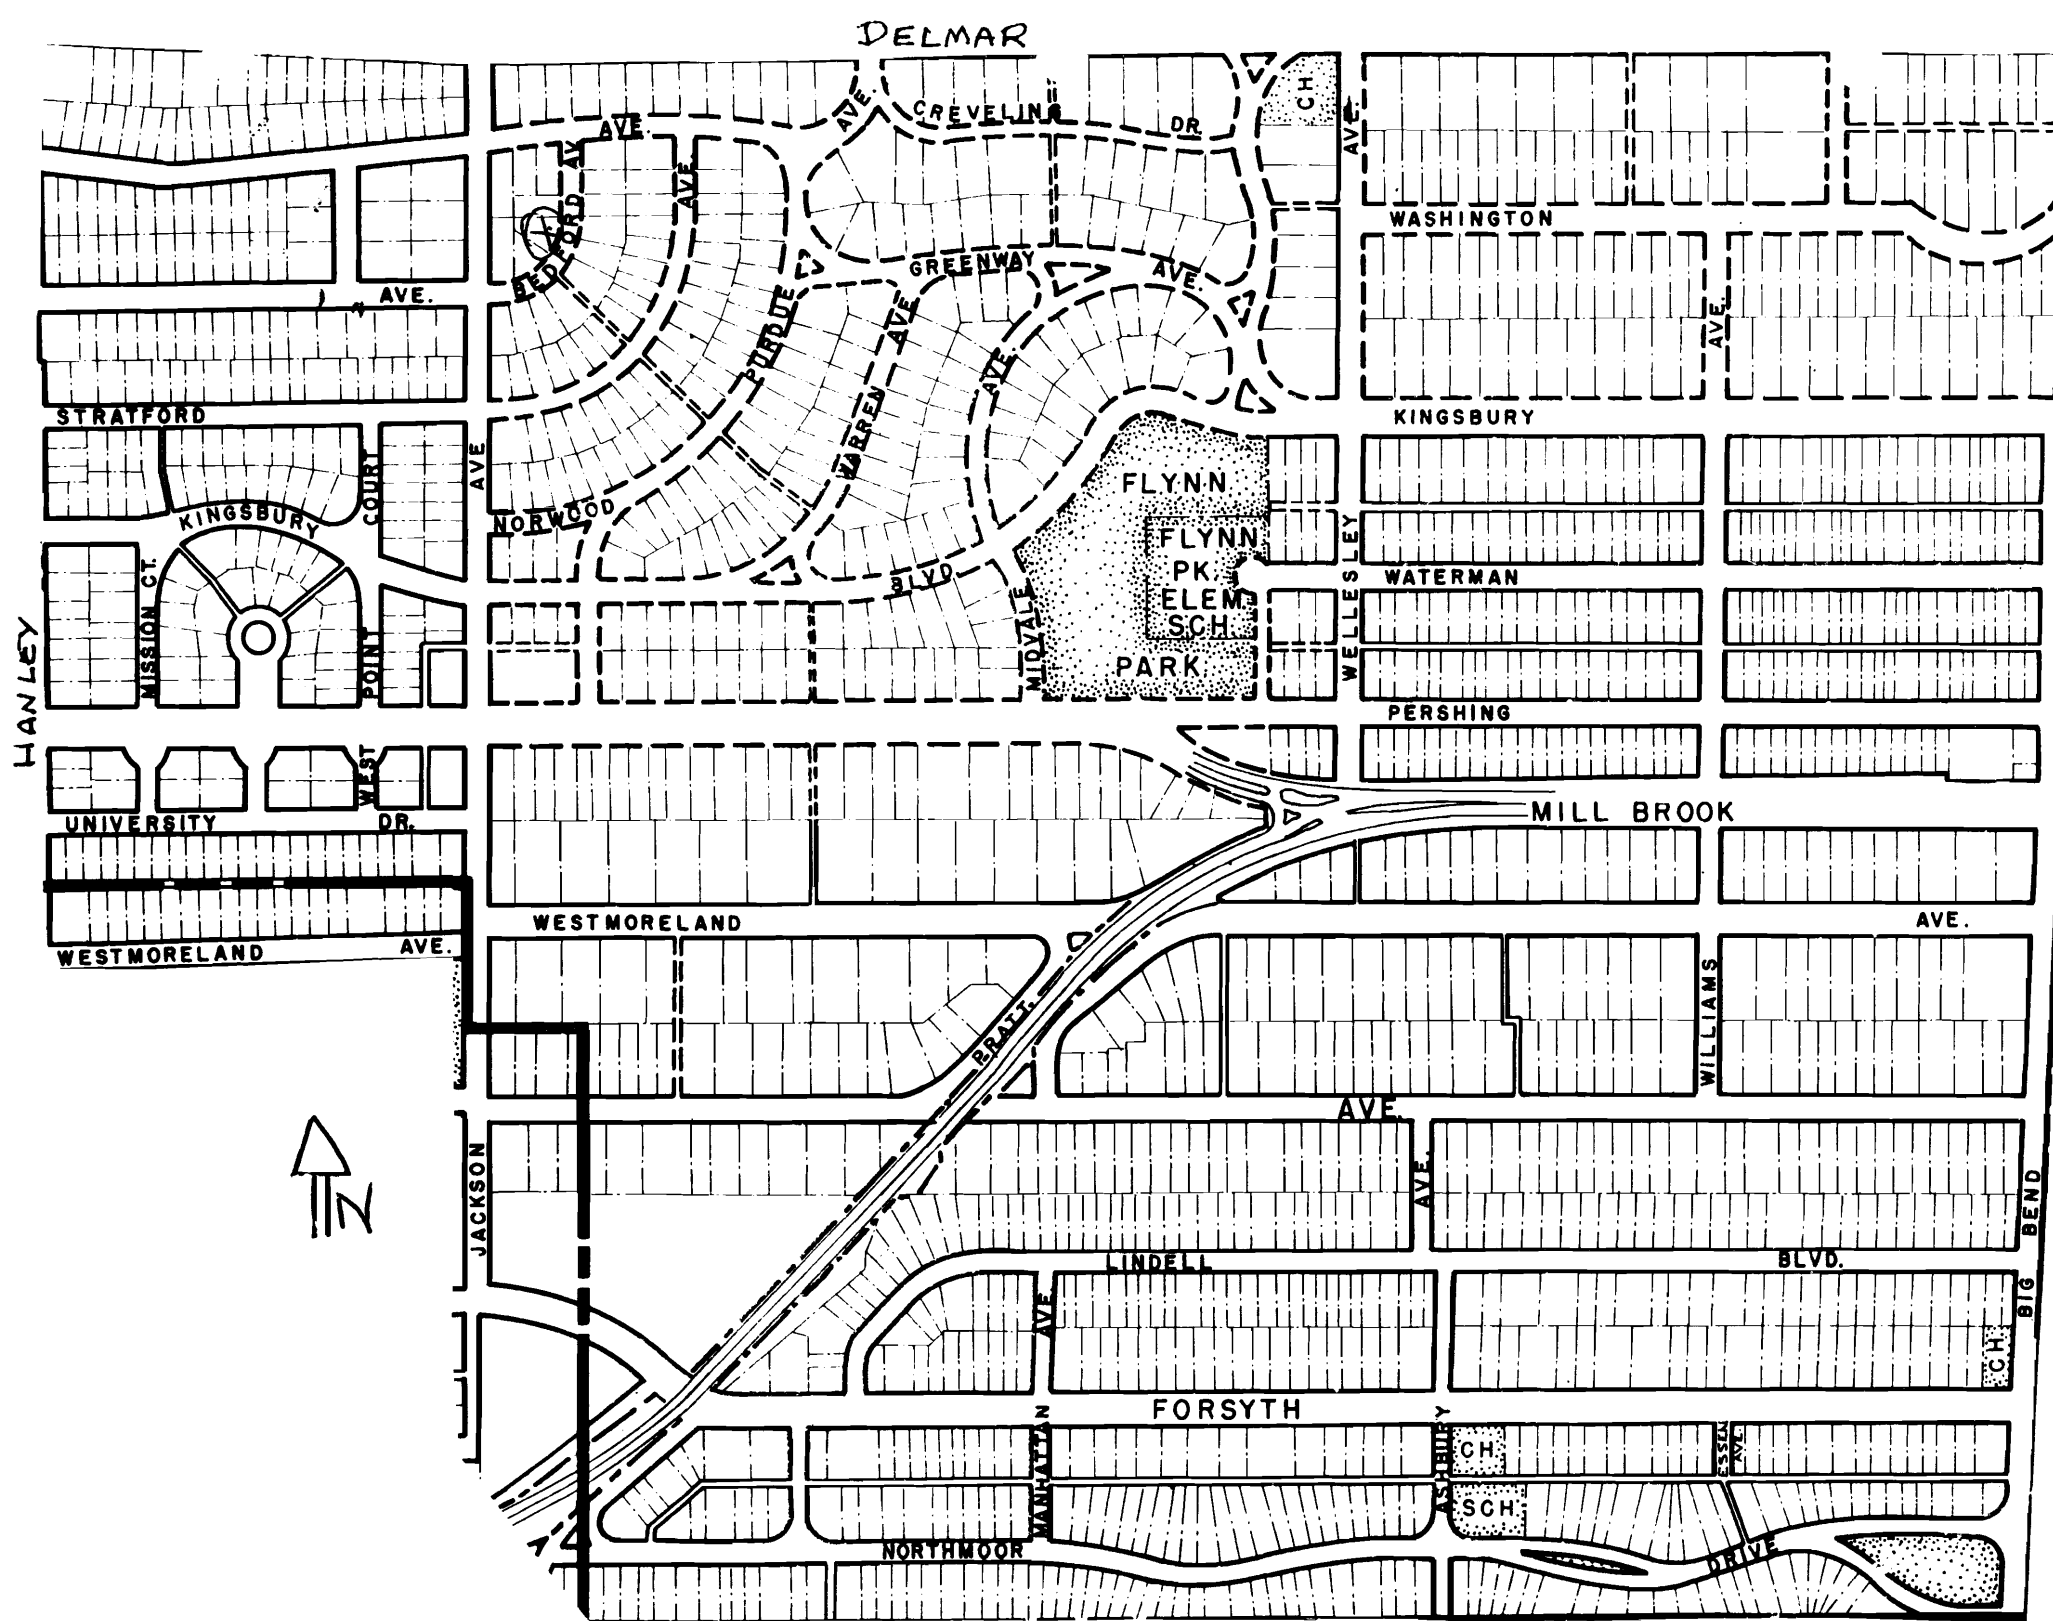 DELMAR
CH
AVE.
CREVELING
DR.
AVE.
AVE.
BEDFORD AV.
AVE.
WASHINGTON
GREENWAY
AVE.
AVE.
PURDUE
AVE.
WARREN
AVE.
AVE.
STRATFORD
KINGSBURY
AVE
COURT
KINGSBURY
NORWOOD
FLYNN
FLYNN
PK.
ELEM.
SCH.
PARK
WELLESLEY
WATERMAN
BLVD.
MISSION CT.
HANLEY
POINT
MIDVALE
PERSHING
WEST
UNIVERSITY
DR.
MILL BROOK
WESTMORELAND
AVE.
WESTMORELAND
AVE.
PRATT.
WILLIAMS
AVE.
N
JACKSON
AVE.
LINDELL
BLVD.
BIG BEND
AVE.
CH
FORSYTH
MANHATTAN
ASHBURY
CH
ESSEN
AVE.
SCH.
NORTHMOOR
DRIVE